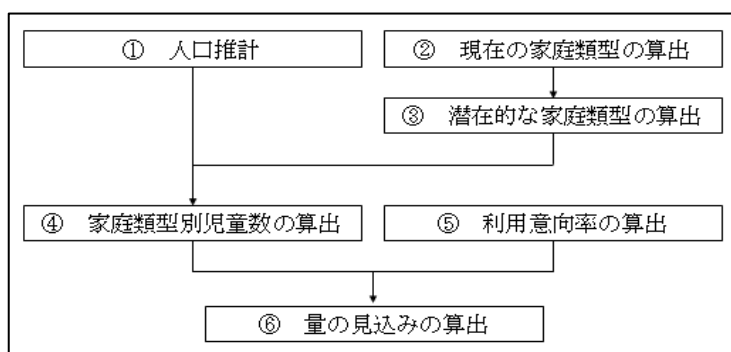 ① 人口推計
② 現在の家庭類型の算出
③ 潜在的な家庭類型の算出
④ 家庭類型別児童数の算出
⑤ 利用意向率の算出
⑥ 量の見込みの算出